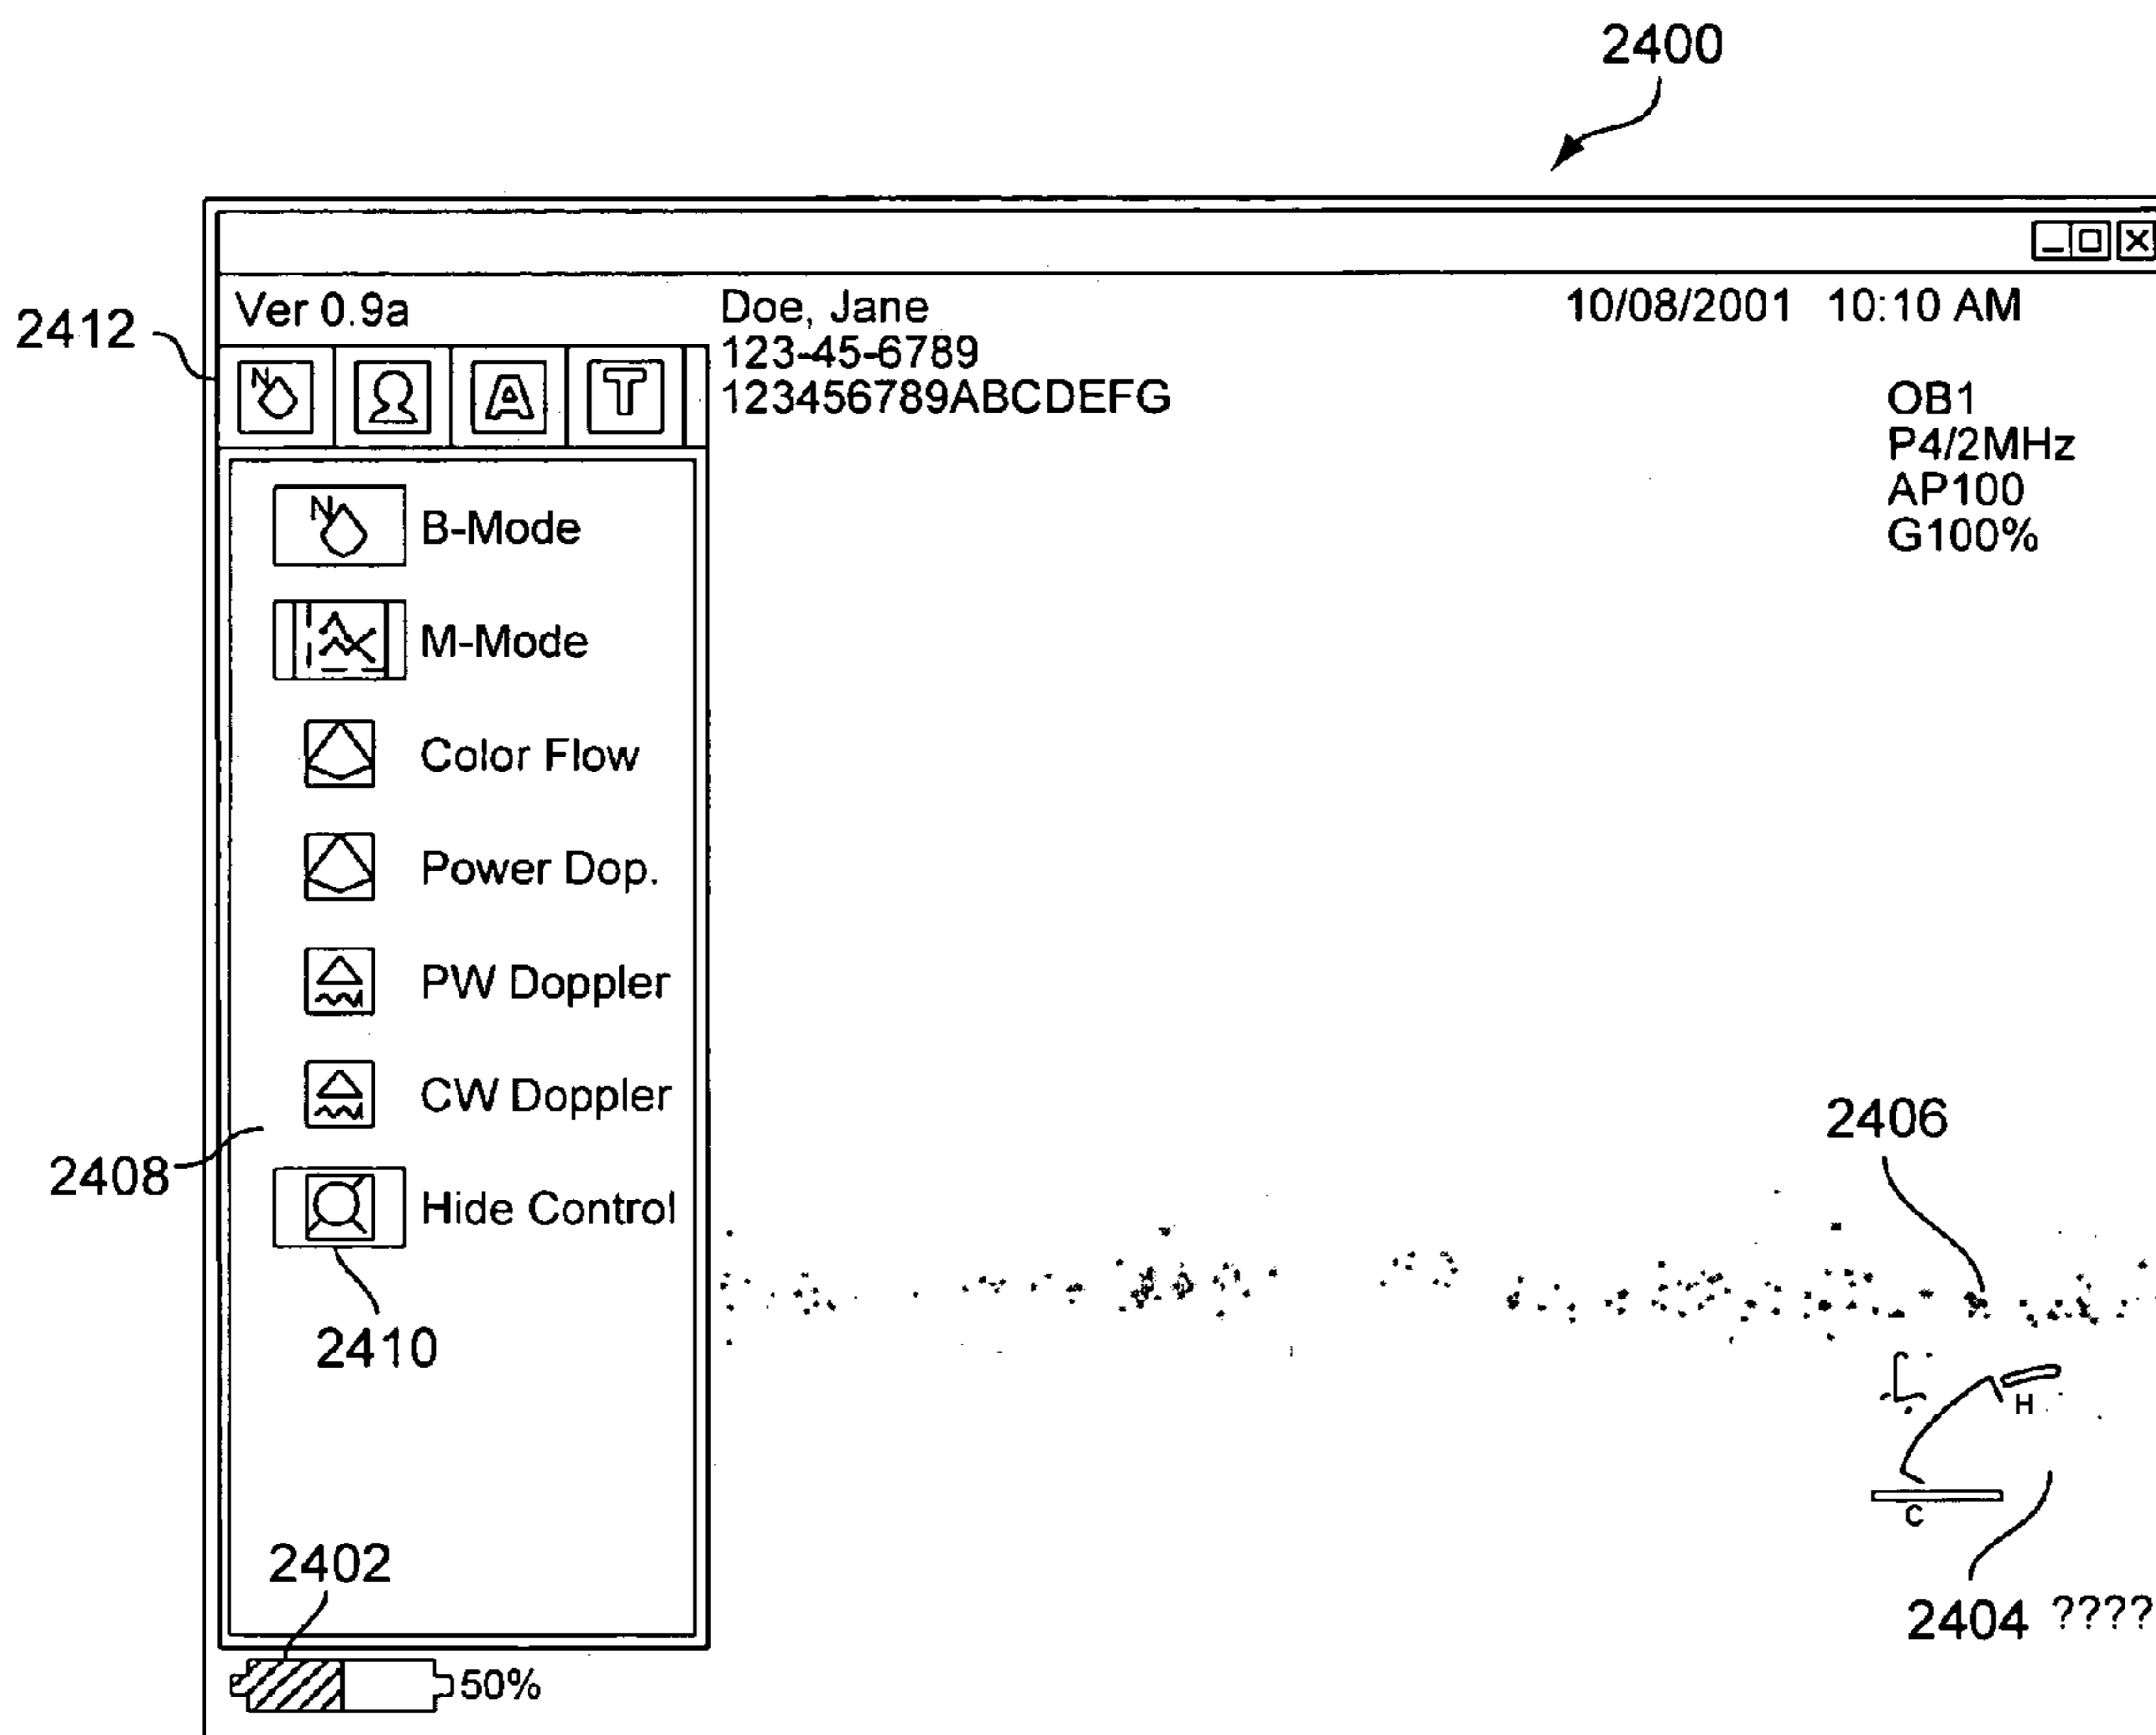 2400
Ver 0.9a
Doe, Jane
10/08/2001 10:10 AM
2412
123-45-6789
123456789ABCDEFG
N
A
T
OB1
P4/2MHz
AP100
G100%
N
B-Mode
M-Mode
Color Flow
Power Dop.
PW Doppler
CW Doppler
2408
2406
Hide Control
2410
H
C
2402
2404 ????
50%